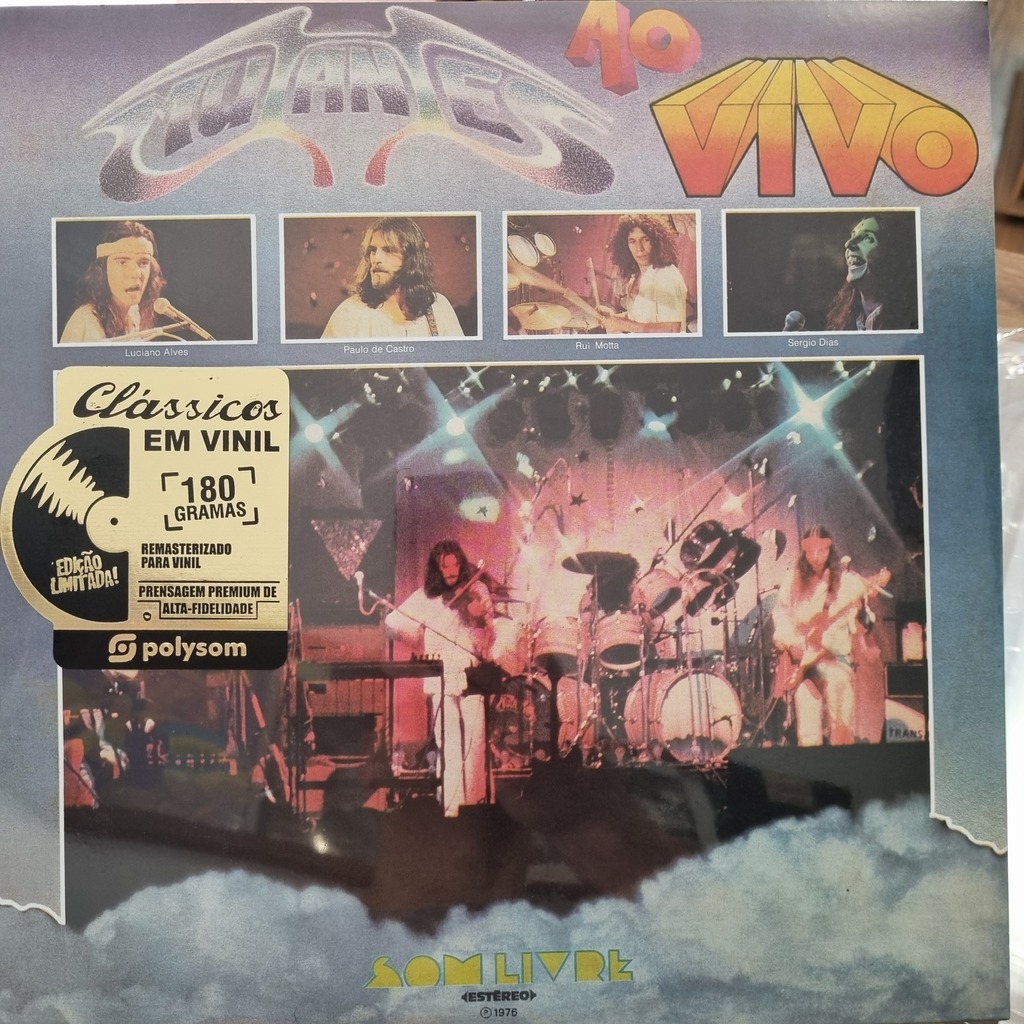 MUTANTES
AO
VIVO
Luciano Alves
Paulo de Castro
Rui Motta
Sergio Dias
Clássicos
EM VINIL
180
GRAMAS
REMASTERIZADO
PARA VINIL
EDIÇÃO
LIMITADA!
PRENSAGEM PREMIUM DE
ALTA-FIDELIDADE
polysom
TRANS
SOM LIVRE
ESTÉREO
℗ 1976